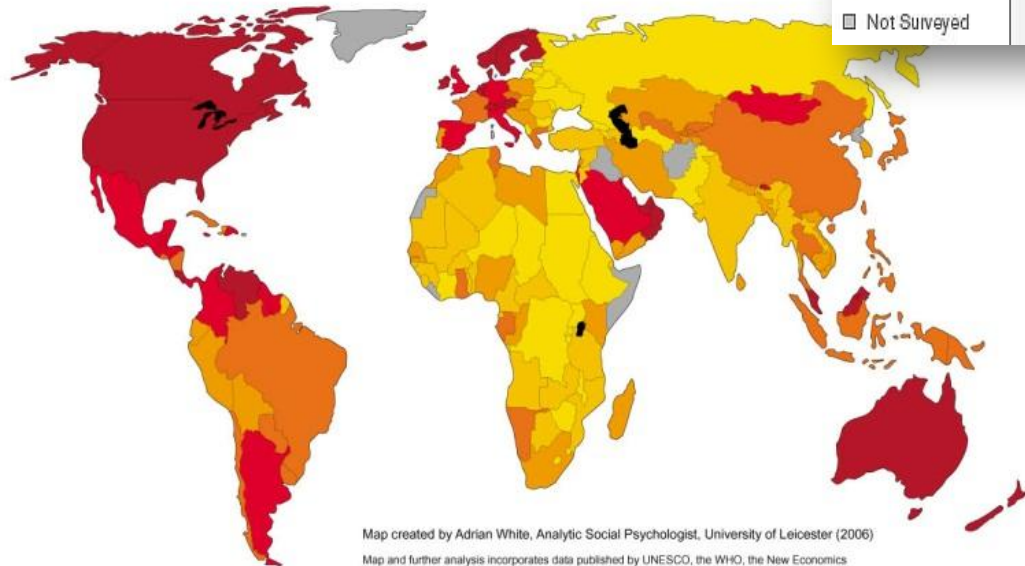 Not Surveyed
Map created by Adrian White, Analytic Social Psychologist, University of Leicester (2006)
Map and further analysis incorporates data published by UNESCO, the WHO, the New Economics